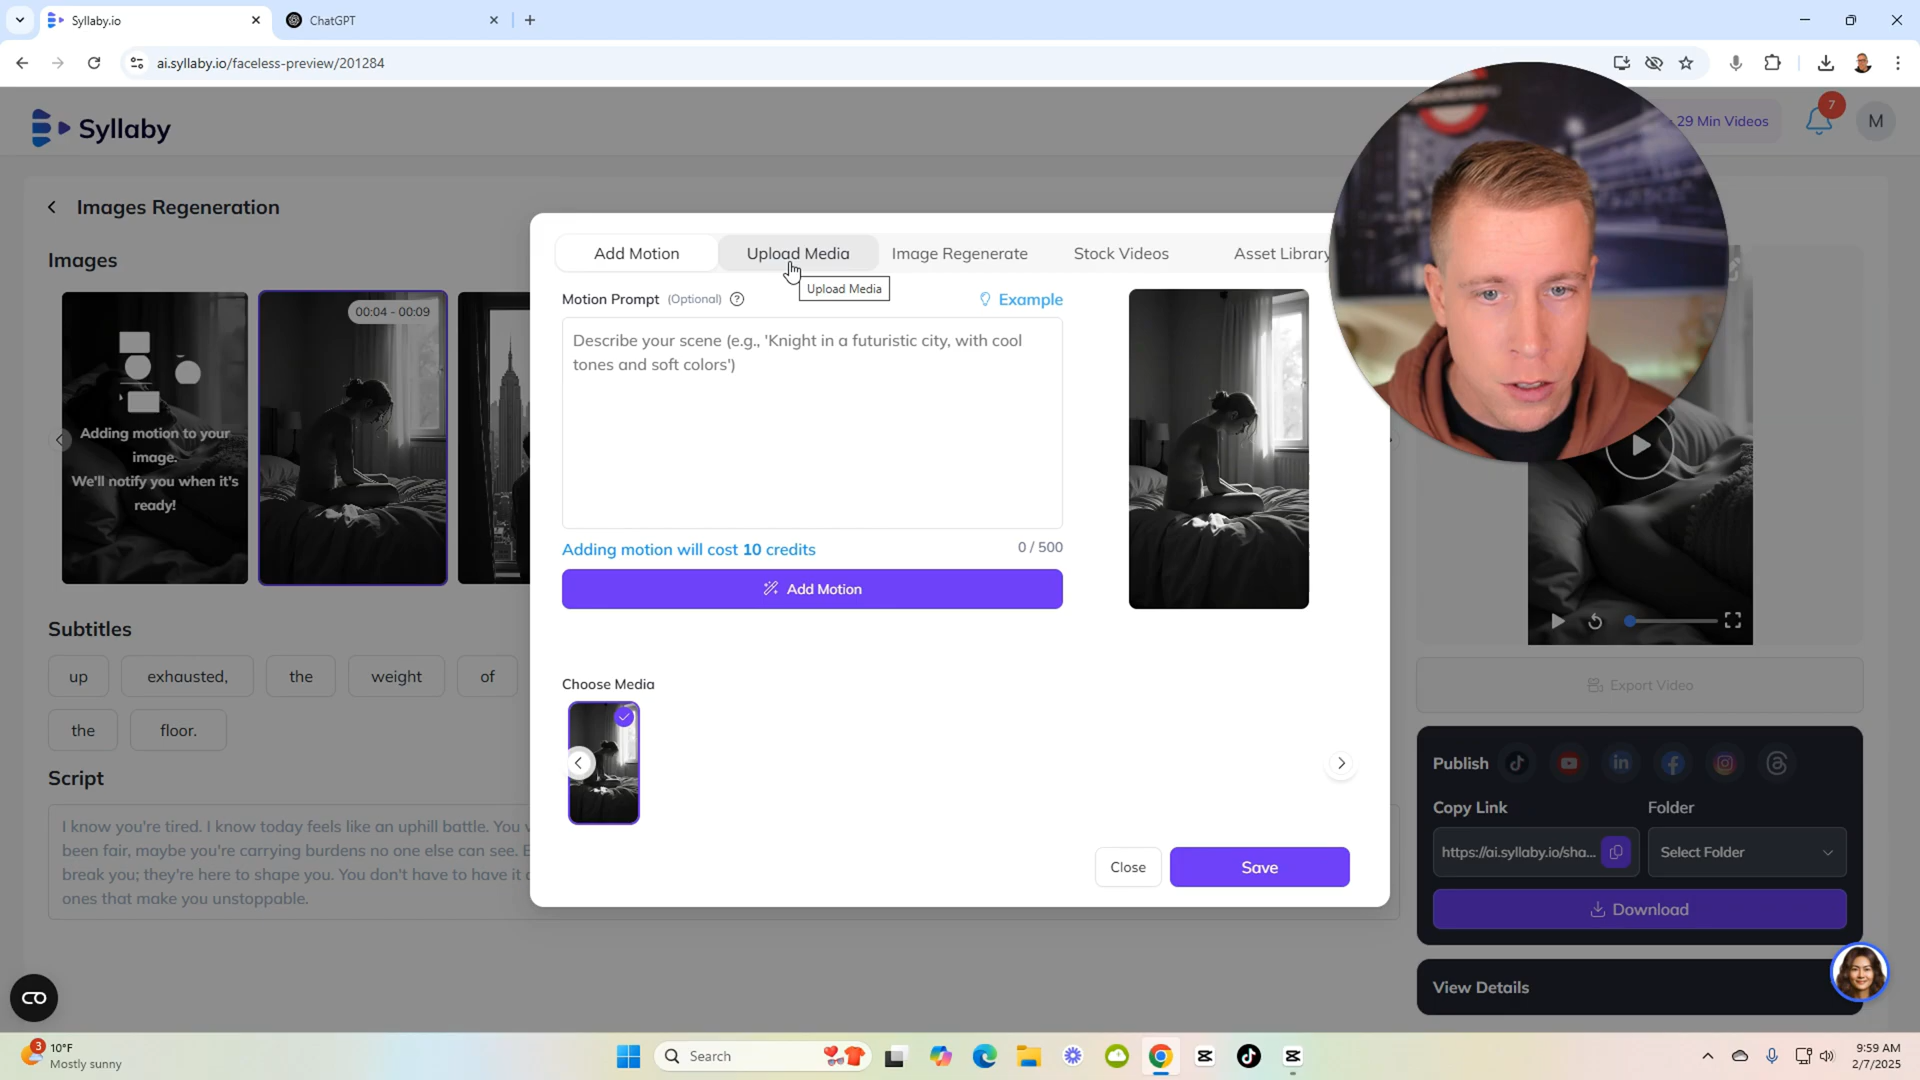 Syllaby.io
ChatGPT
ai.syllaby.io/faceless-preview/201284
Syllaby
29 Min Videos
7
M
Images Regeneration
Images
00:04 - 00:09
Adding motion to your
image.
We'll notify you when it's
ready!
Add Motion
Upload Media
Image Regenerate
Stock Videos
Asset Library
Upload Media
Motion Prompt (Optional) ?
Example
Describe your scene (e.g., 'Knight in a futuristic city, with cool
tones and soft colors')
Adding motion will cost 10 credits
0 / 500
Add Motion
Choose Media
Close
Save
Subtitles
up
exhausted,
the
weight
of
the
floor.
Script
I know you're tired. I know today feels like an uphill battle. You
been fair, maybe you're carrying burdens no one else can see.
break you; they're here to shape you. You don't have to have it
ones that make you unstoppable.
Export Video
Publish
Copy Link
Folder
https://ai.syllaby.io/sha...
Select Folder
Download
View Details
3
10°F
Mostly sunny
Search
9:59 AM
2/7/2025